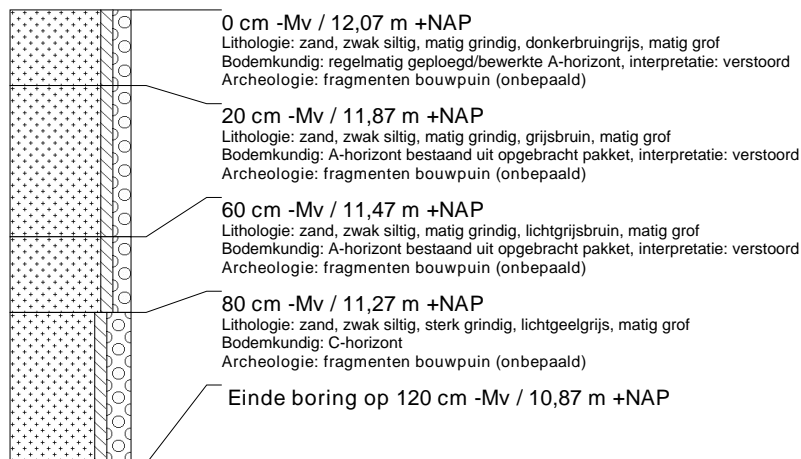 0 cm -Mv / 12,07 m +NAP
Lithologie: zand, zwak siltig, matig grindig, donkerbruingrijs, matig grof
Bodemkundig: regelmatig geploegd/bewerkte A-horizont, interpretatie: verstoord
Archeologie: fragmenten bouwpuin (onbepaald)
20 cm -Mv / 11,87 m +NAP
Lithologie: zand, zwak siltig, matig grindig, grijsbruin, matig grof
Bodemkundig: A-horizont bestaand uit opgebracht pakket, interpretatie: verstoord
Archeologie: fragmenten bouwpuin (onbepaald)
60 cm -Mv / 11,47 m +NAP
Lithologie: zand, zwak siltig, matig grindig, lichtgrijsbruin, matig grof
Bodemkundig: A-horizont bestaand uit opgebracht pakket, interpretatie: verstoord
Archeologie: fragmenten bouwpuin (onbepaald)
80 cm -Mv / 11,27 m +NAP
Lithologie: zand, zwak siltig, sterk grindig, lichtgeelgrijs, matig grof
Bodemkundig: C-horizont
Archeologie: fragmenten bouwpuin (onbepaald)
Einde boring op 120 cm -Mv / 10,87 m +NAP